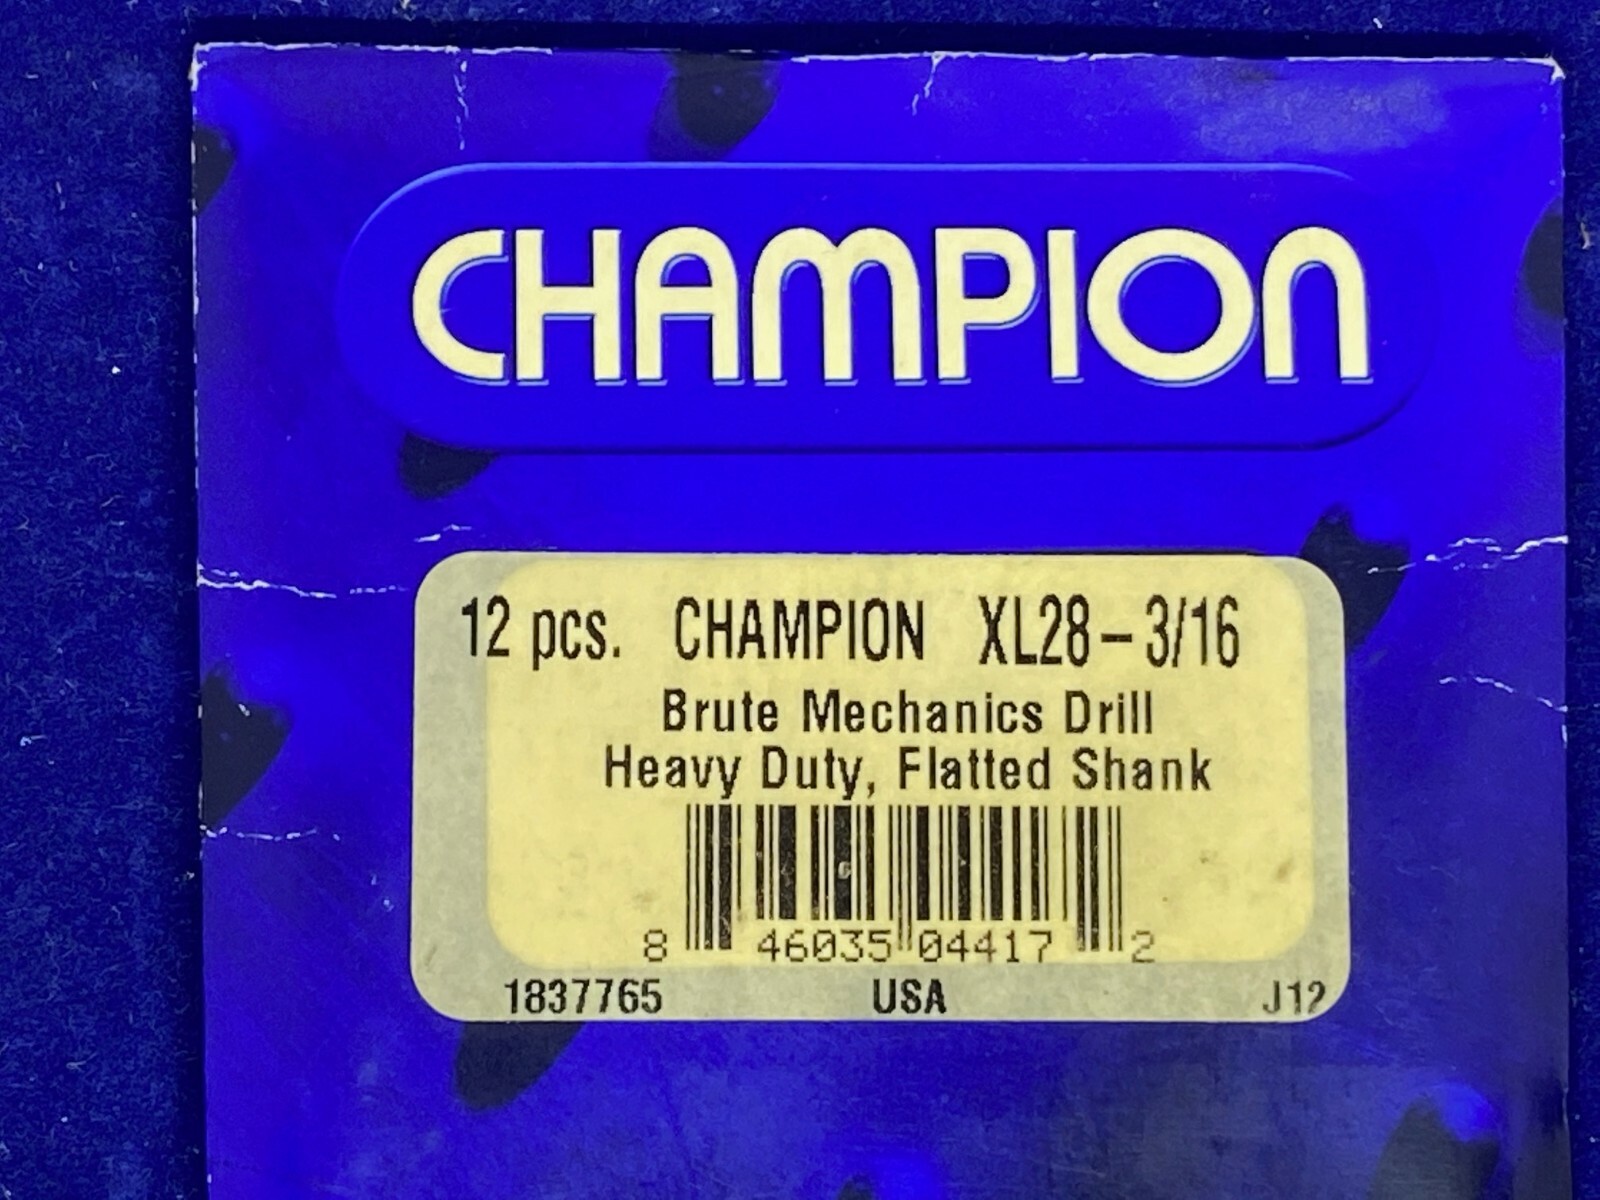 CHAMPION
12 pcs. CHAMPION XL28-3/16
Brute Mechanics Drill
Heavy Duty, Flatted Shank
8 46035 04417 2
1837765 USA J12